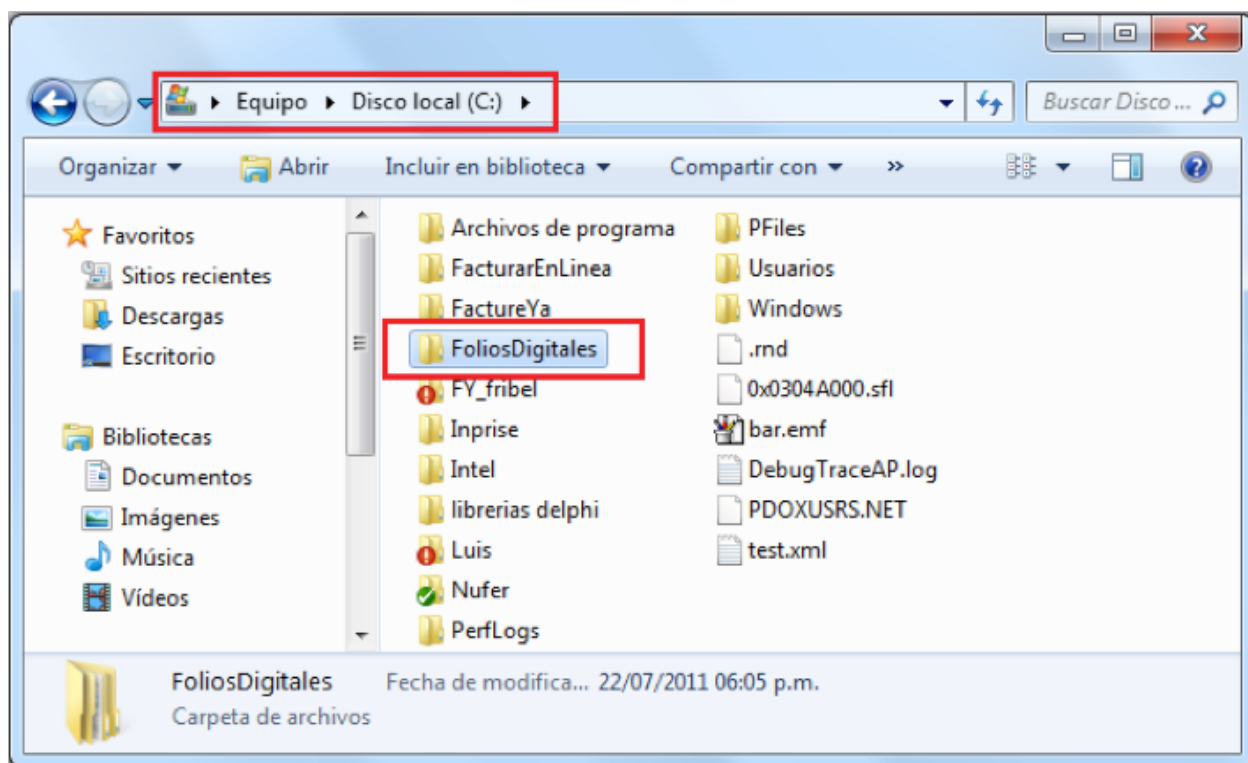 Equipo Disco local (C:)
Buscar Disco ...
Organizar Abrir Incluir en biblioteca Compartir con »
Favoritos
Sitios recientes
Descargas
Escritorio
Bibliotecas
Documentos
Imágenes
Música
Vídeos
Archivos de programa
FacturarEnLinea
FactureYa
FoliosDigitales
FY_fribel
Inprise
Intel
librerias delphi
Luis
Nufer
PerfLogs
PFiles
Usuarios
Windows
.rnd
0x0304A000.sfl
bar.emf
DebugTraceAP.log
PDOXUSRS.NET
test.xml
FoliosDigitales Fecha de modifica... 22/07/2011 06:05 p.m.
Carpeta de archivos